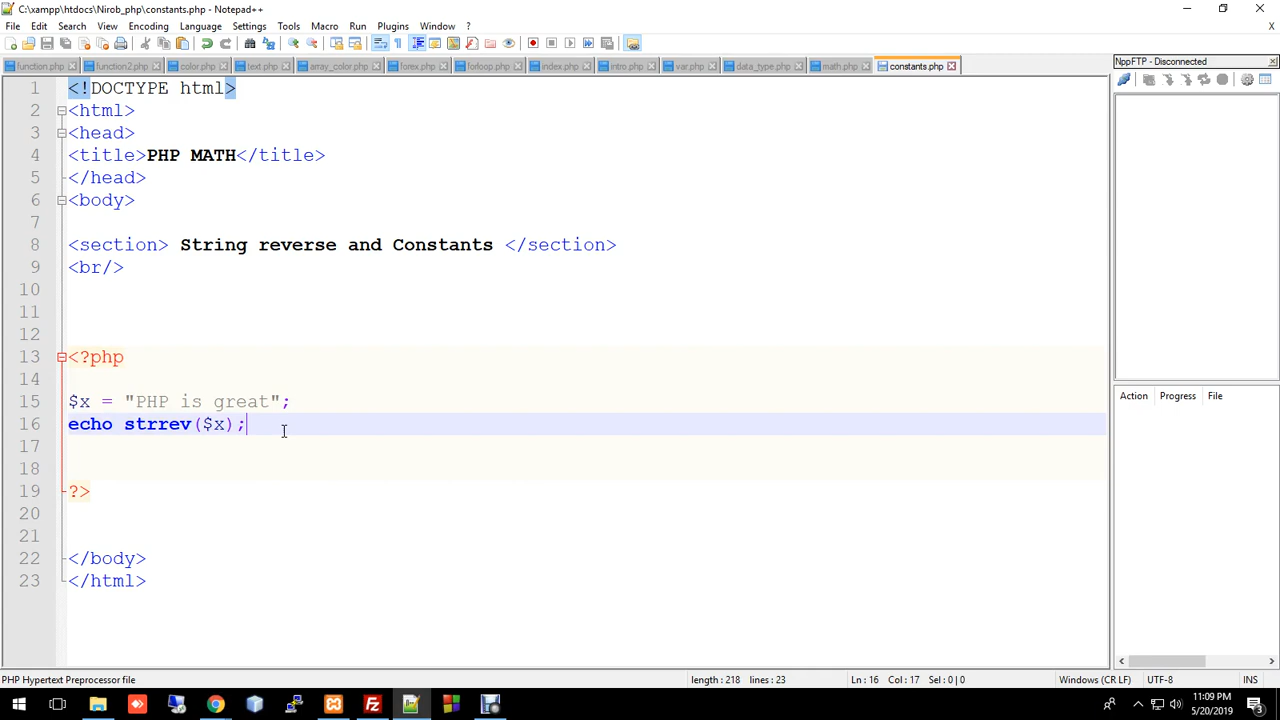 C:\xampp\htdocs\Nirob_php\constants.php - Notepad++
File Edit Search View Encoding Language Settings Tools Macro Run Plugins Window ?
function.php function2.php color.php text.php array_color.php forex.php forloop.php index.php intro.php var.php data_type.php math.php constants.php
NppFTP - Disconnected
1 <!DOCTYPE html>
2 <html>
3 <head>
4 <title>PHP MATH</title>
5 </head>
6 <body>
7
8 <section> String reverse and Constants </section>
9 <br/>
10
11
12
13 <?php
14
15 $x = "PHP is great";
16 echo strrev($x);
17
18
19 ?>
20
21
22 </body>
23 </html>
Action Progress File
PHP Hypertext Preprocessor file length : 218 lines : 23 Ln : 16 Col : 17 Sel : 0 | 0 Windows (CR LF) UTF-8 INS
11:09 PM
5/20/2019
3